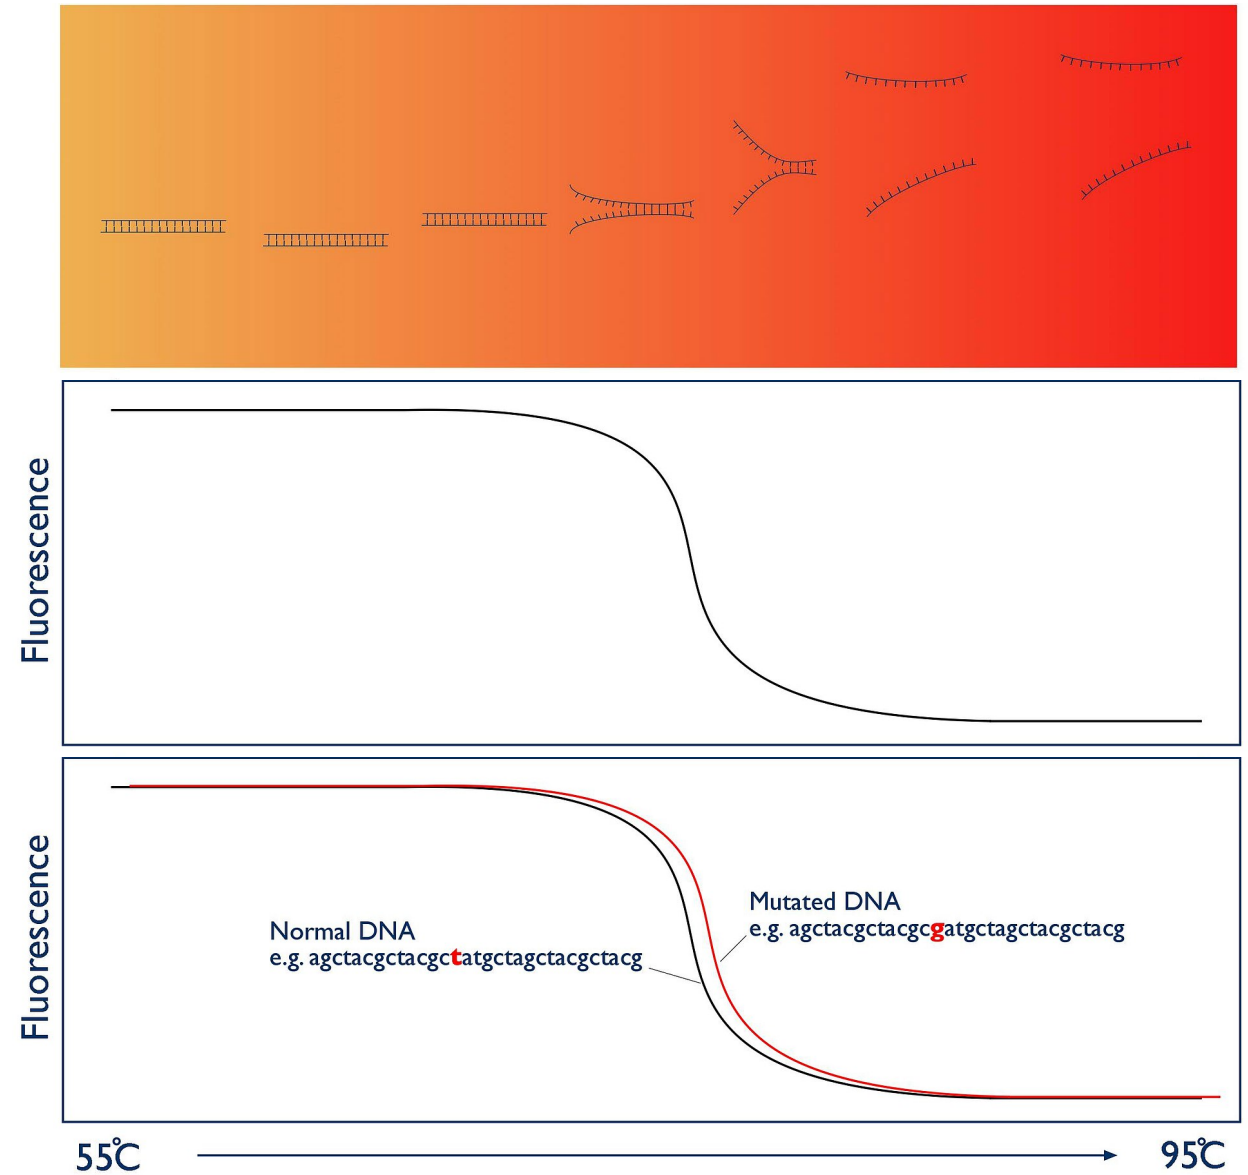 Fluorescence
Fluorescence
Normal DNA
e.g. agctacgctacgctatgctagctacgctacg
Mutated DNA
e.g. agctacgctacgcgatgctagctacgctacg
55℃
95℃